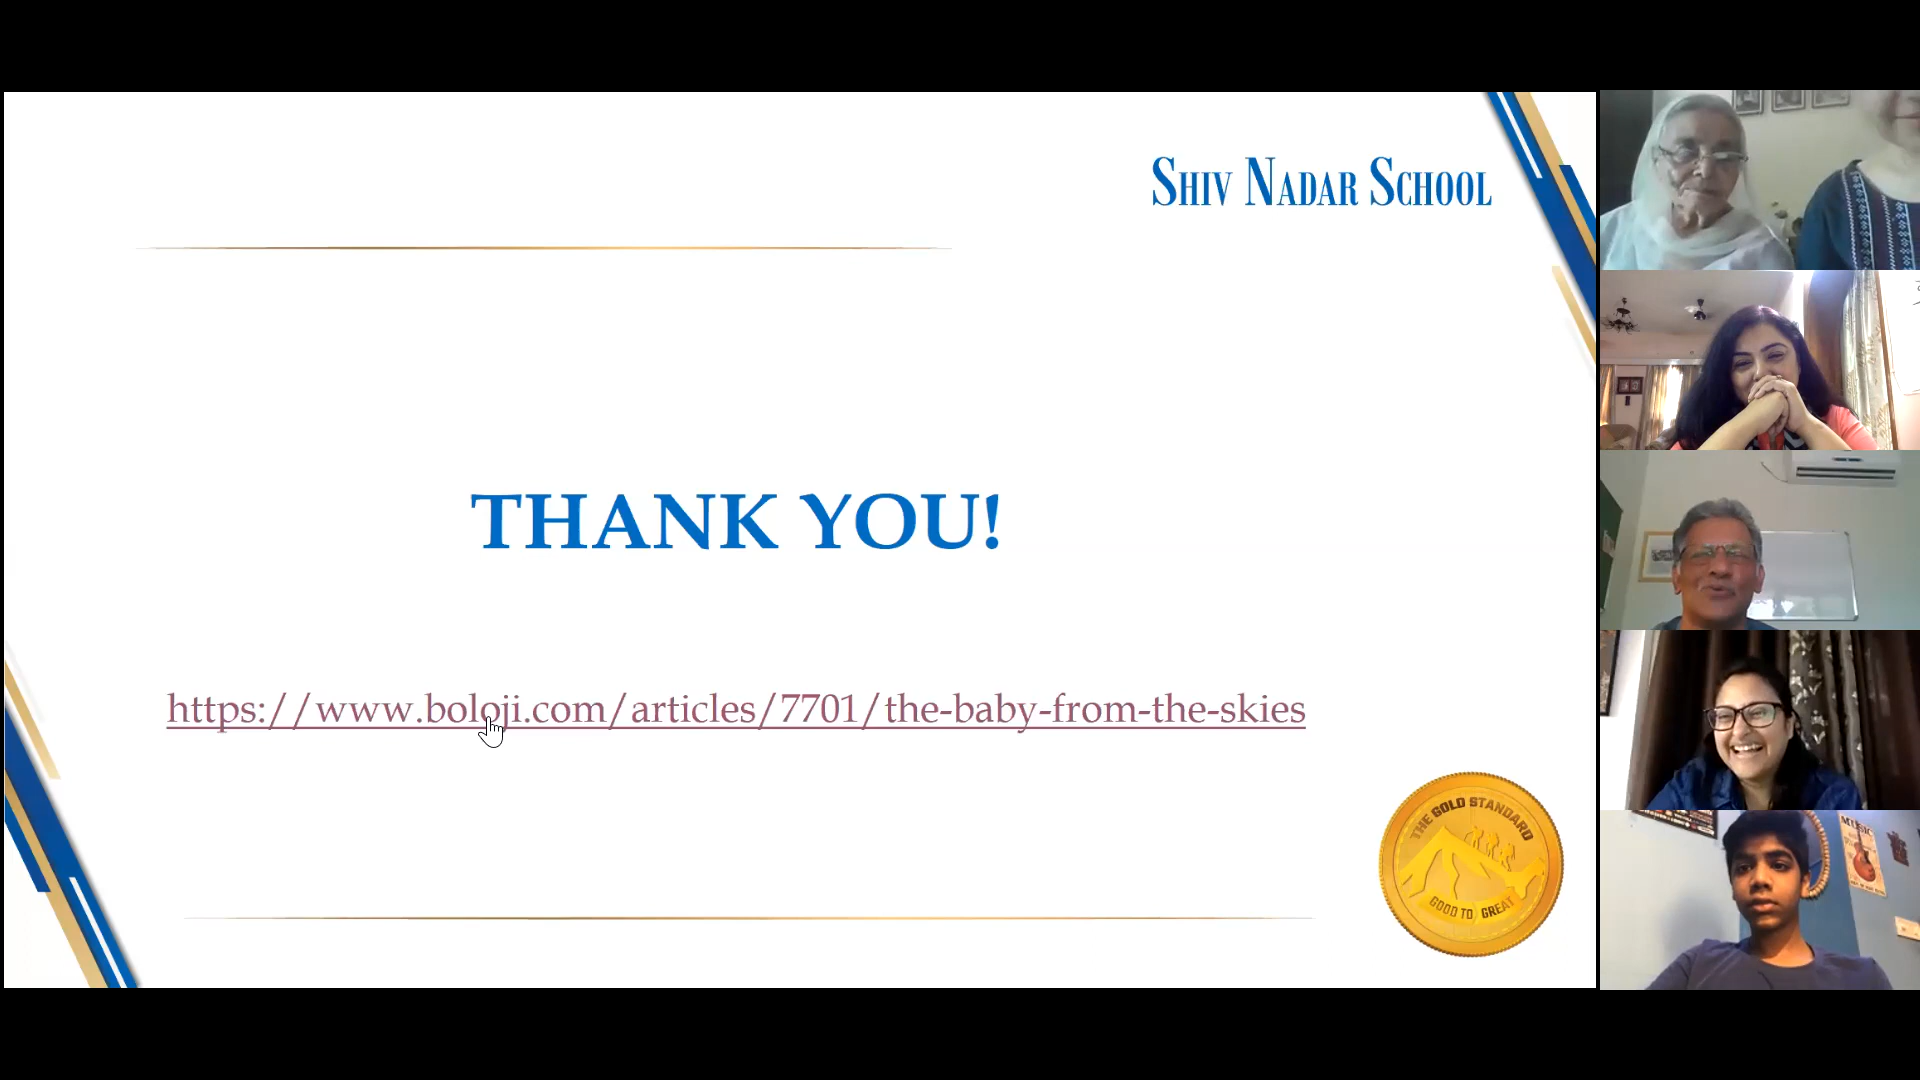 SHIV NADAR SCHOOL
THANK YOU!
https://www.boloji.com/articles/7701/the-baby-from-the-skies
THE GOLD STANDARD
GOOD TO GREAT
MUSIC